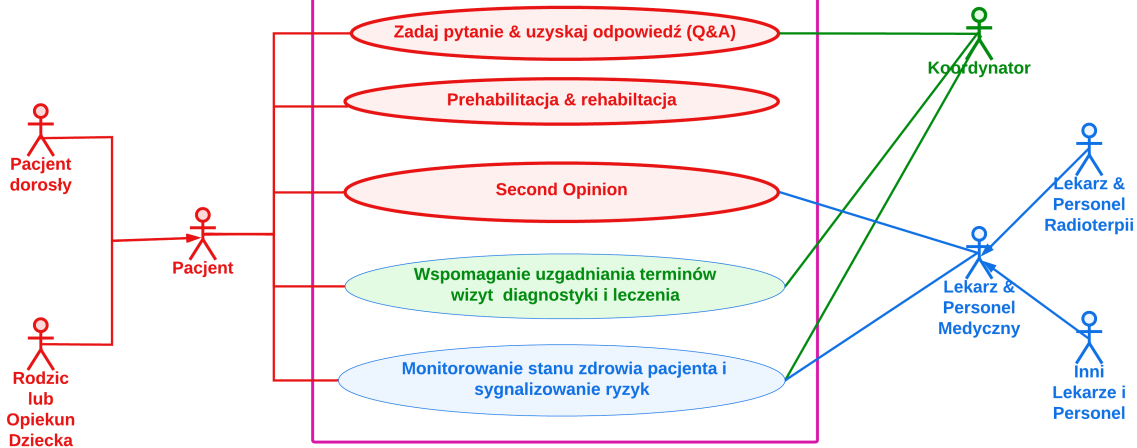 Zadaj pytanie & uzyskaj odpowiedź (Q&A)
Koordynator
Prehabilitacja & rehabiltacja
Pacjent
dorosły
Second Opinion
Lekarz &
Personel
Radioterpii
Pacjent
Wspomaganie uzgadniania terminów
wizyt diagnostyki i leczenia
Lekarz &
Personel
Medyczny
Monitorowanie stanu zdrowia pacjenta i
sygnalizowanie ryzyk
Rodzic
lub
Opiekun
Dziecka
Inni
Lekarze i
Personel